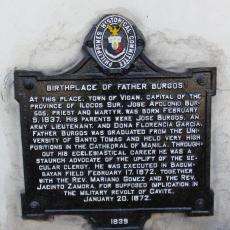 PHILIPPINES HISTORICAL COMMITTEE
BIRTHPLACE OF FATHER BURGOS
AT THIS PLACE, TOWN OF VIGAN, CAPITAL OF THE
PROVINCE OF ILOCOS SUR, JOSE APOLONIO BUR-
GOS, PRIEST AND MARTYR, WAS BORN FEBRUARY
9, 1837. HIS PARENTS WERE JOSE BURGOS, AN
ARMY LIEUTENANT, AND DOÑA FLORENCIA GARCIA.
FATHER BURGOS WAS GRADUATED FROM THE UNI-
VERSITY OF SANTO TOMAS AND HELD VERY HIGH
POSITIONS IN THE CATHEDRAL OF MANILA. THROUGH-
OUT HIS ECCLESIASTICAL CAREER HE WAS A
STAUNCH ADVOCATE OF THE UPLIFT OF THE SE-
CULAR CLERGY. HE WAS EXECUTED IN BAGUM-
BAYAN FIELD FEBRUARY 17, 1872, TOGETHER
WITH THE REV. MARIANO GOMEZ AND THE REV.
JACINTO ZAMORA, FOR SUPPOSED IMPLICATION IN
THE MILITARY REVOLT OF CAVITE,
JANUARY 20, 1872.
1939